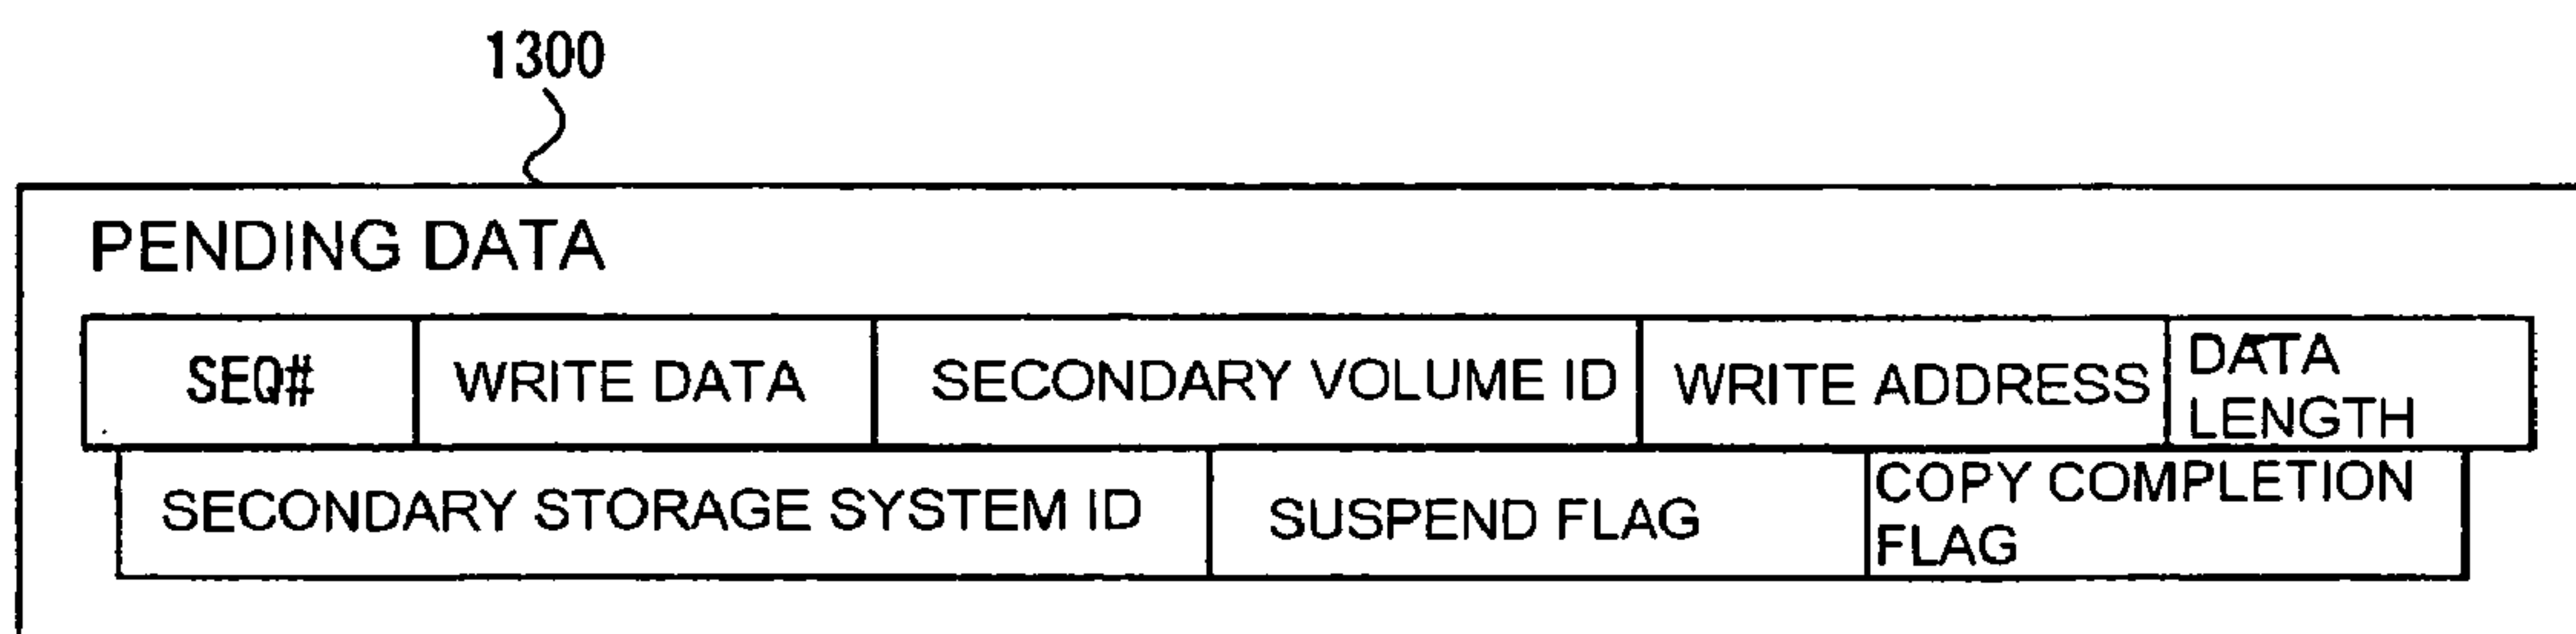 1300
PENDING DATA
SEQ# WRITE DATA SECONDARY VOLUME ID WRITE ADDRESS DATA LENGTH
SECONDARY STORAGE SYSTEM ID SUSPEND FLAG COPY COMPLETION FLAG